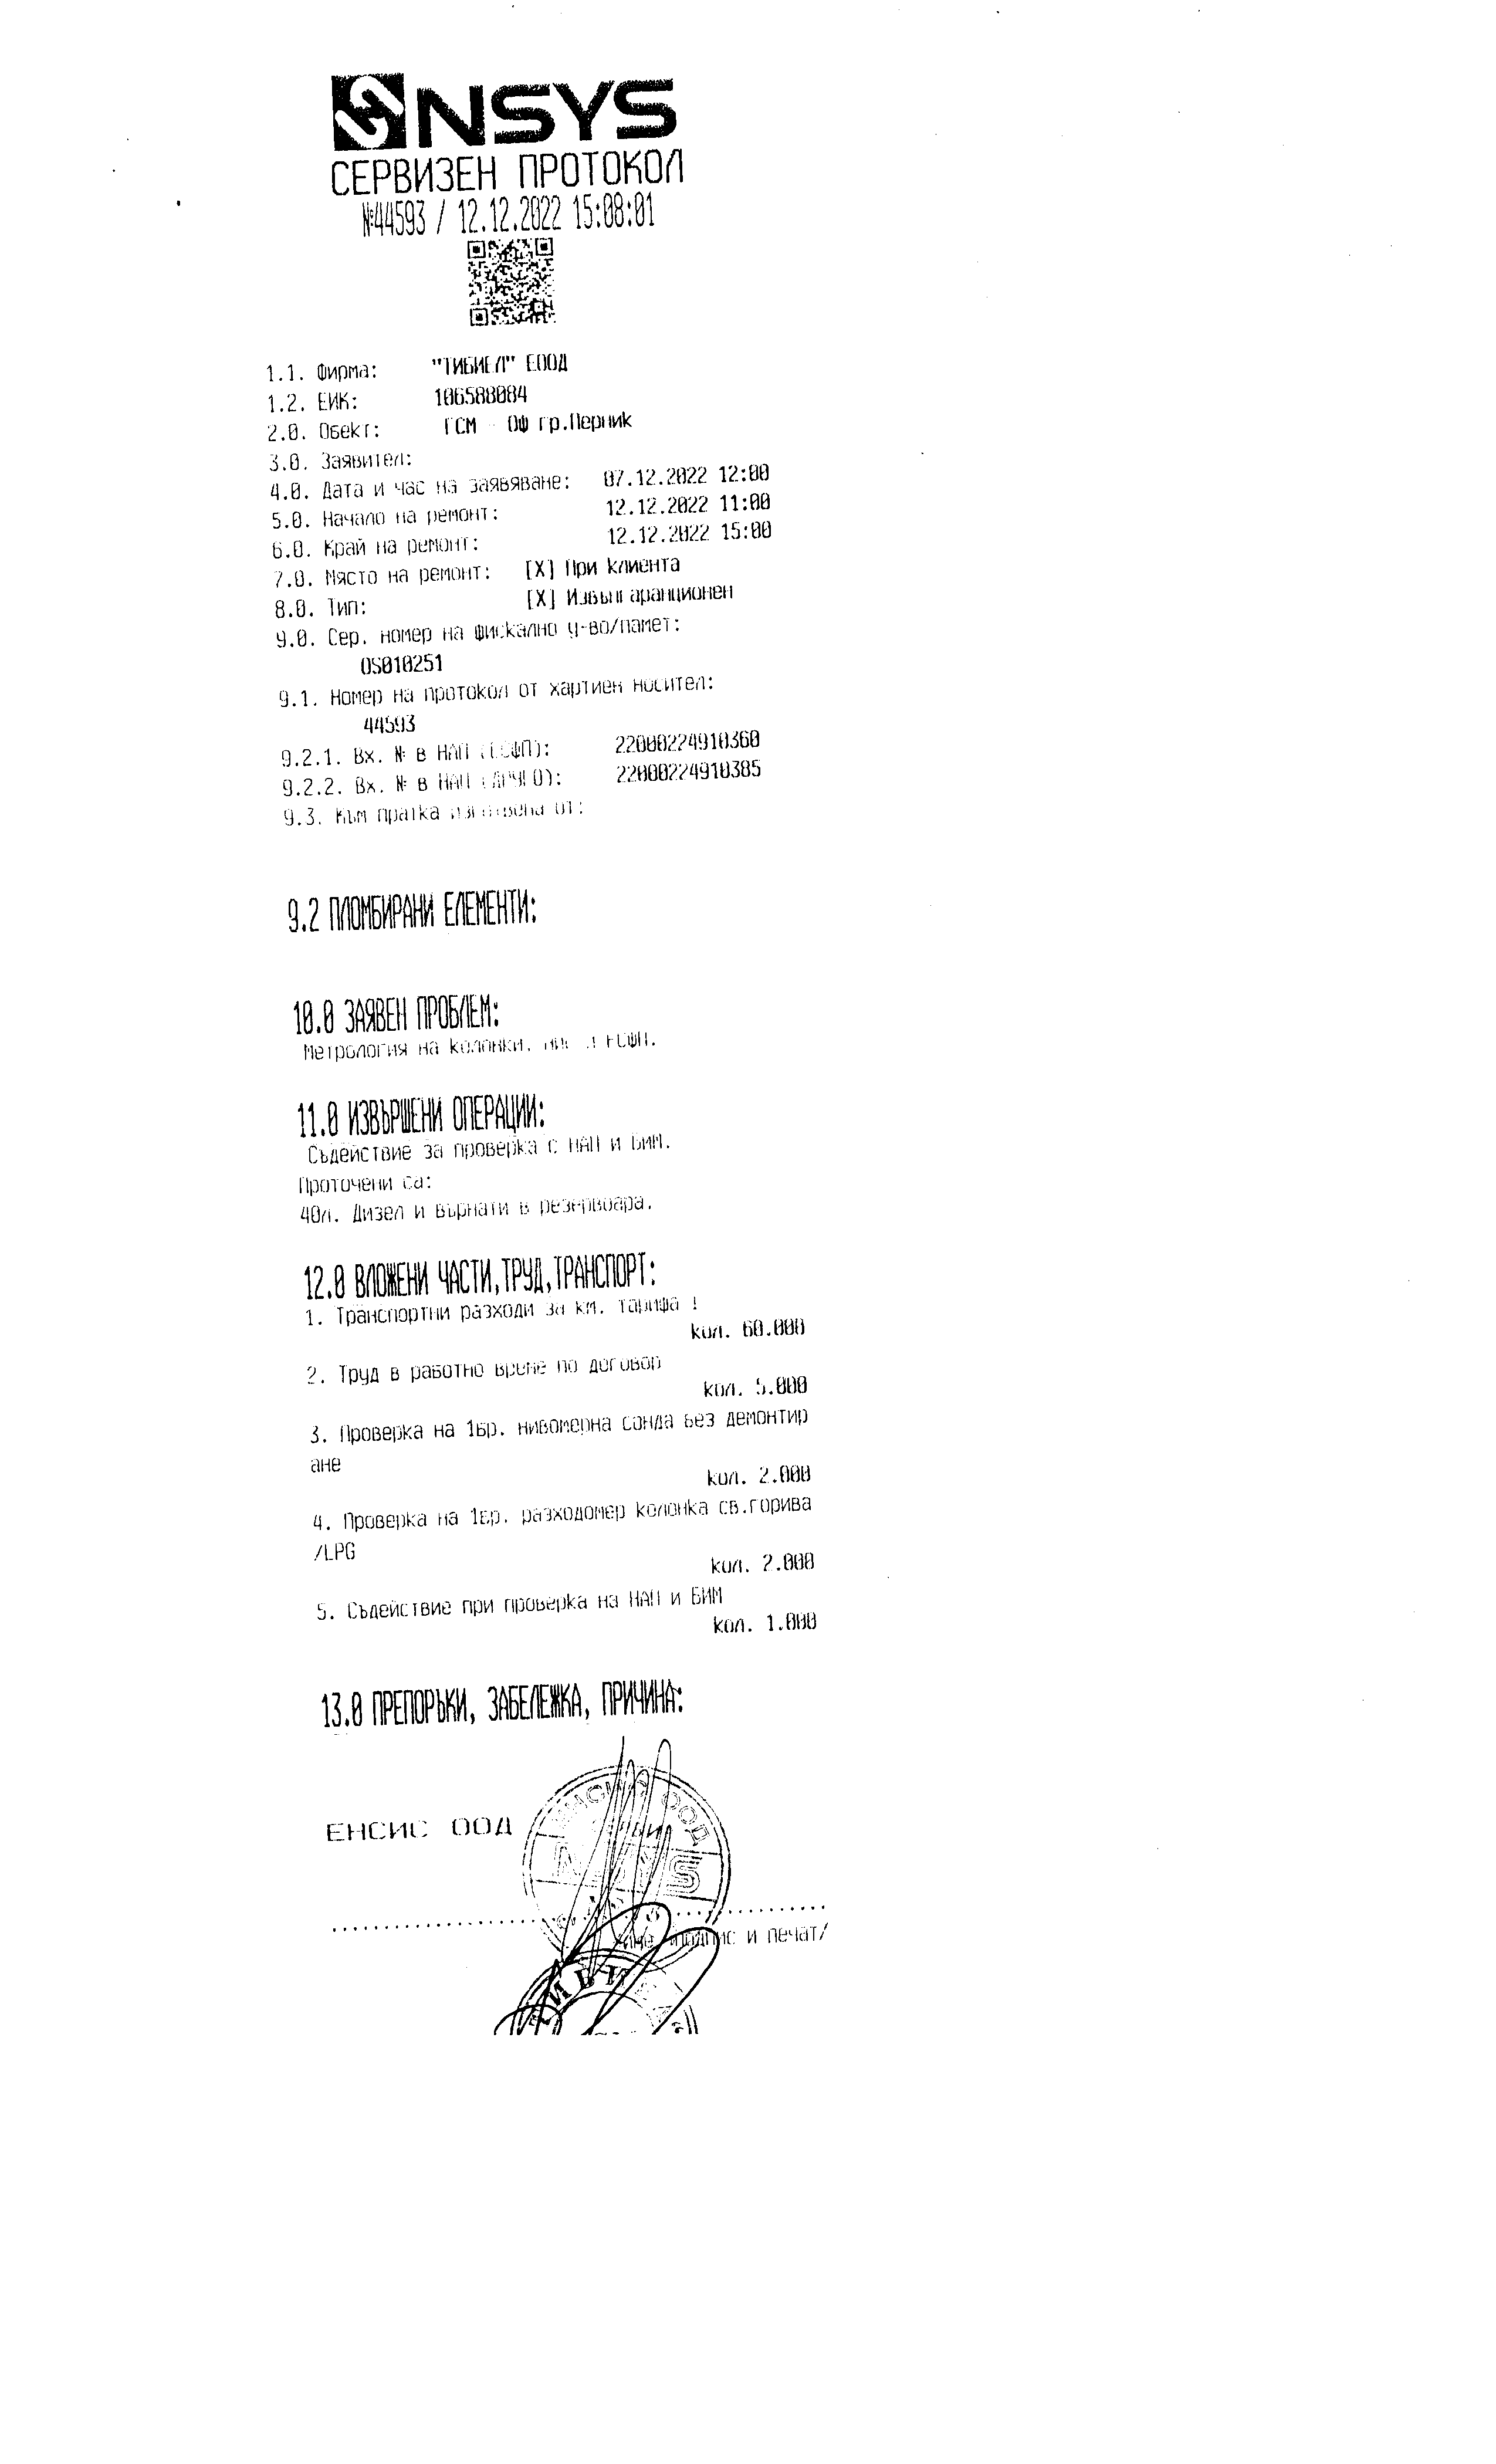 NSYS
СЕРВИЗЕН ПРОТОКОЛ
№44593 / 12.12.2022 15:08:01
1.1. Фирма: "ТИБИЕЛ" ЕООД
1.2. ЕИК: 106588084
2.0. Обект: ГСМ - ОФ гр.Перник
3.0. Заявител:
4.0. Дата и час на заявяване: 07.12.2022 12:00
5.0. Начало на ремонт: 12.12.2022 11:00
6.0. Край на ремонт: 12.12.2022 15:00
7.0. Място на ремонт: [X] При клиента
8.0. Тип: [X] Извънгаранционен
9.0. Сер. номер на фискално у-во/памет:
OS010251
9.1. Номер на протокол от хартиен носител:
44593
9.2.1. Вх. № в НАП (ЕСФП): 22000224910360
9.2.2. Вх. № в НАП (ДРУГО): 22000224910385
9.3. Към пратка изготвена от:
9.2 ПЛОМБИРАНИ ЕЛЕМЕНТИ:
10.0 ЗАЯВЕН ПРОБЛЕМ:
Метрология на колонки, ЕСФП.
11.0 ИЗВЪРШЕНИ ОПЕРАЦИИ:
Съдействие за проверка с НАП и БИМ.
Проточени са:
40л. Дизел и върнати в резервоара.
12.0 ВЛОЖЕНИ ЧАСТИ,ТРУД,ТРАНСПОРТ:
1. Транспортни разходи за км. тарифа 1
кол. 60.000
2. Труд в работно време по договор
кол. 5.000
3. Проверка на 1бр. нивомерна сонда без демонтир
ане
кол. 2.000
4. Проверка на 1бр. разходомер колонка св.горива
/LPG
кол. 2.000
5. Съдействие при проверка на НАП и БИМ
кол. 1.000
13.0 ПРЕПОРЪКИ, ЗАБЕЛЕЖКА, ПРИЧИНА:
ЕНСИС ООД
ЕНСИС ООД
NSYS
подпис и печат/